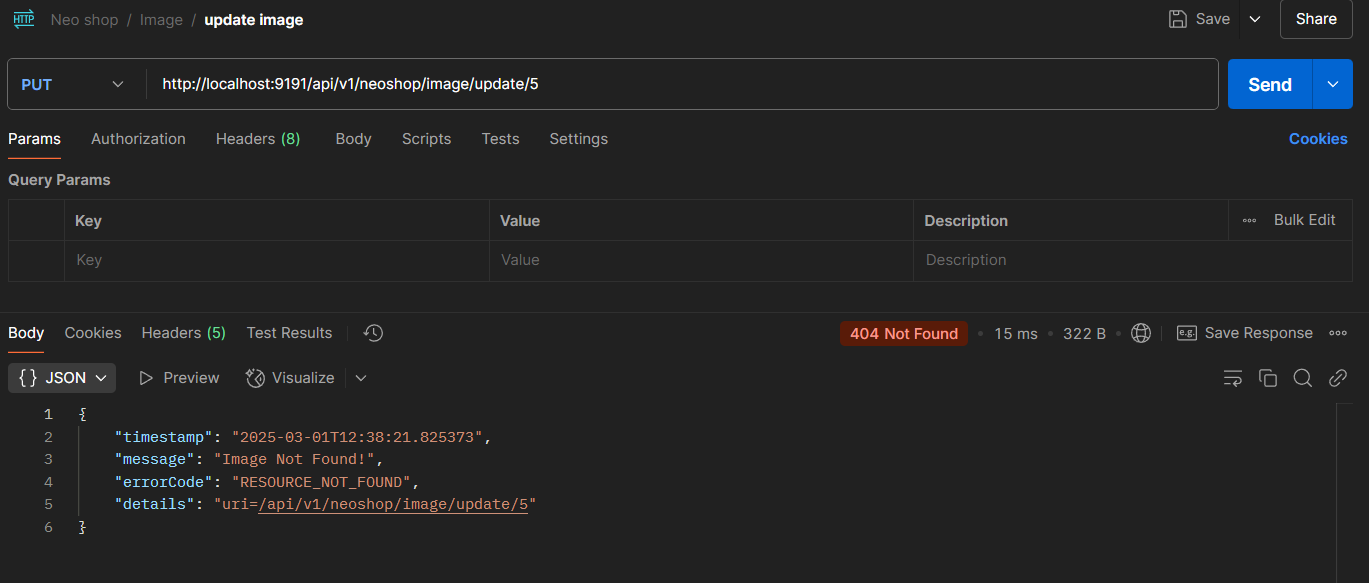 HTTP Neo shop / Image / update image Save Share
PUT http://localhost:9191/api/v1/neoshop/image/update/5 Send
Params Authorization Headers (8) Body Scripts Tests Settings Cookies
Query Params
Key Value Description Bulk Edit
Key Value Description
Body Cookies Headers (5) Test Results 404 Not Found 15 ms 322 B e.g. Save Response
{} JSON Preview Visualize
1 {
2 "timestamp": "2025-03-01T12:38:21.825373",
3 "message": "Image Not Found!",
4 "errorCode": "RESOURCE_NOT_FOUND",
5 "details": "uri=/api/v1/neoshop/image/update/5"
6 }